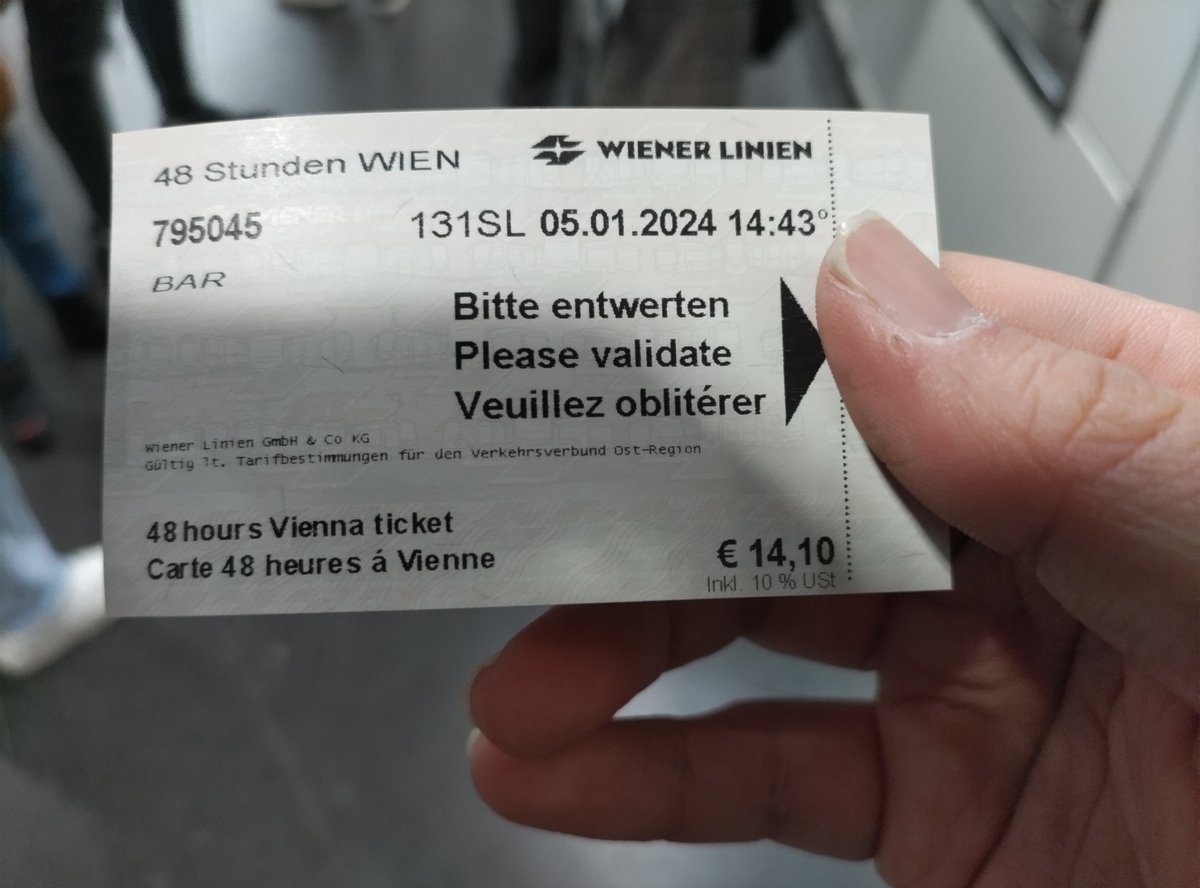 48 Stunden WIEN
WIENER LINIEN
795045 131SL 05.01.2024 14:43°
BAR
Bitte entwerten
Please validate
Veuillez oblitérer
Wiener Linien GmbH & Co KG
Gültig lt. Tarifbestimmungen für den Verkehrsverbund Ost-Region
48 hours Vienna ticket
Carte 48 heures á Vienne
€ 14,10
Inkl. 10 % USt